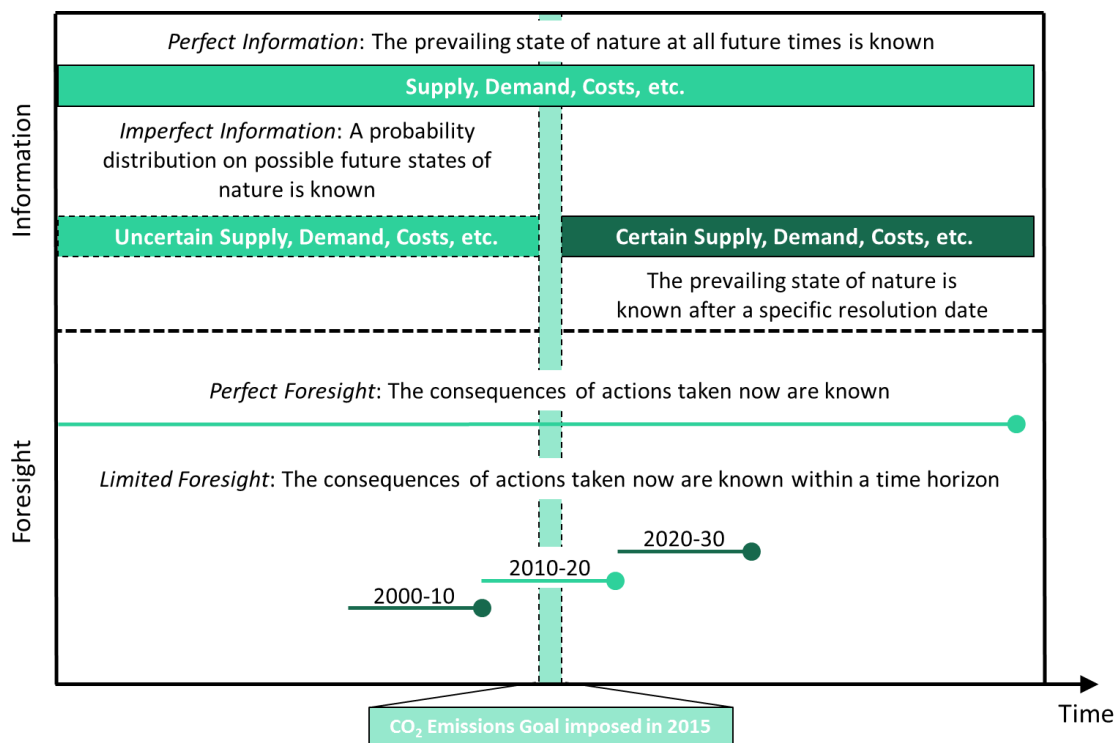 Perfect Information: The prevailing state of nature at all future times is known
Supply, Demand, Costs, etc.
Imperfect Information: A probability
distribution on possible future states of
nature is known
Information
Uncertain Supply, Demand, Costs, etc.
Certain Supply, Demand, Costs, etc.
The prevailing state of nature is
known after a specific resolution date
Perfect Foresight: The consequences of actions taken now are known
Limited Foresight: The consequences of actions taken now are known within a time horizon
Foresight
2020-30
2010-20
2000-10
Time
CO₂ Emissions Goal imposed in 2015